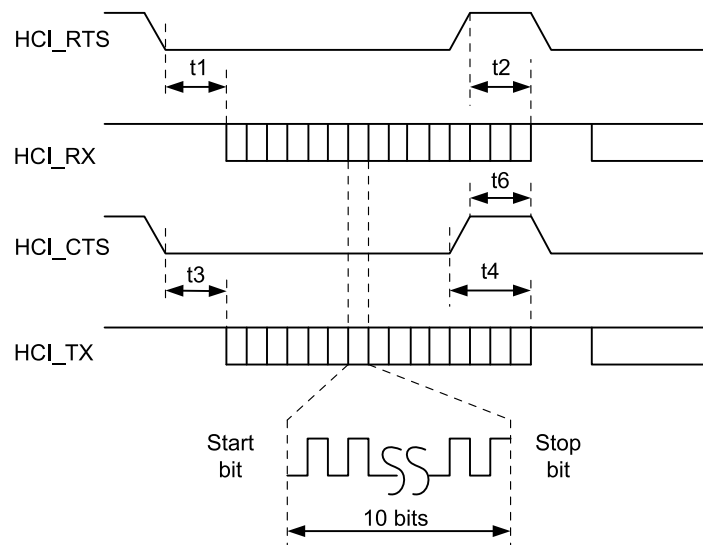 HCI_RTS
t1
t2
HCI_RX
t6
HCI_CTS
t3
t4
HCI_TX
Start
bit
Stop
bit
10 bits